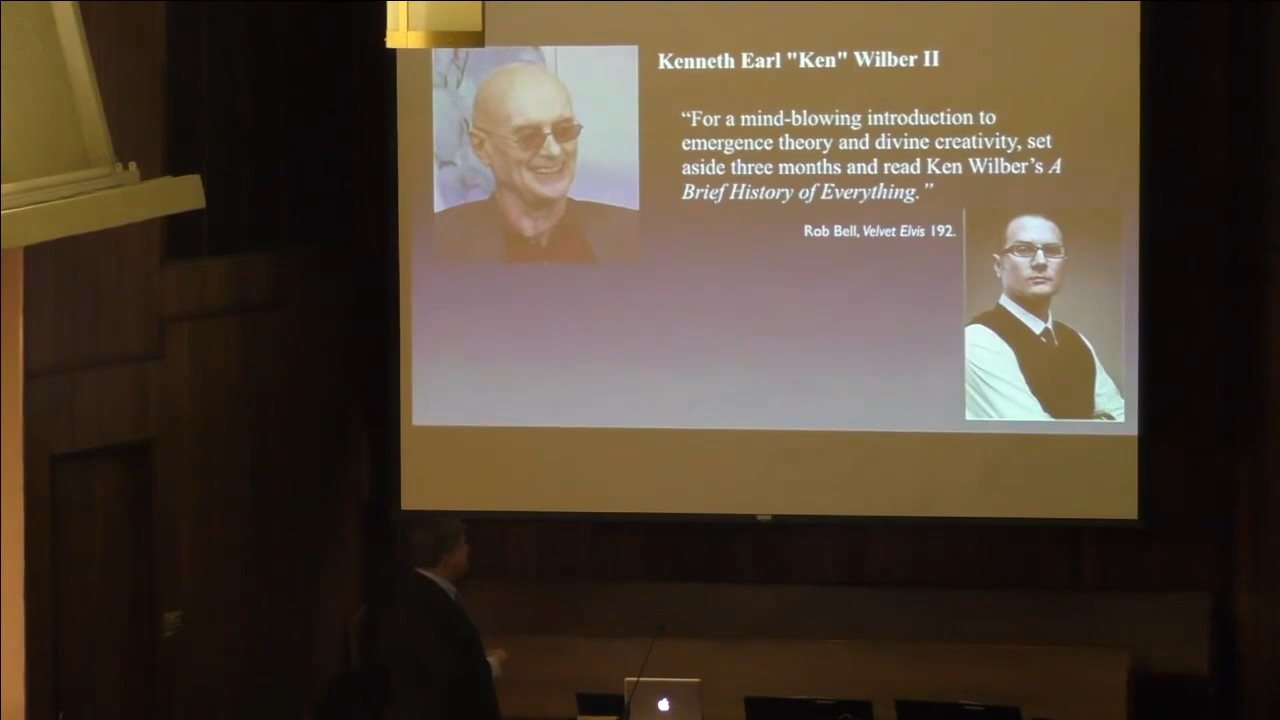 Kenneth Earl "Ken" Wilber II
“For a mind-blowing introduction to
emergence theory and divine creativity, set
aside three months and read Ken Wilber’s A
Brief History of Everything.”
Rob Bell, Velvet Elvis 192.